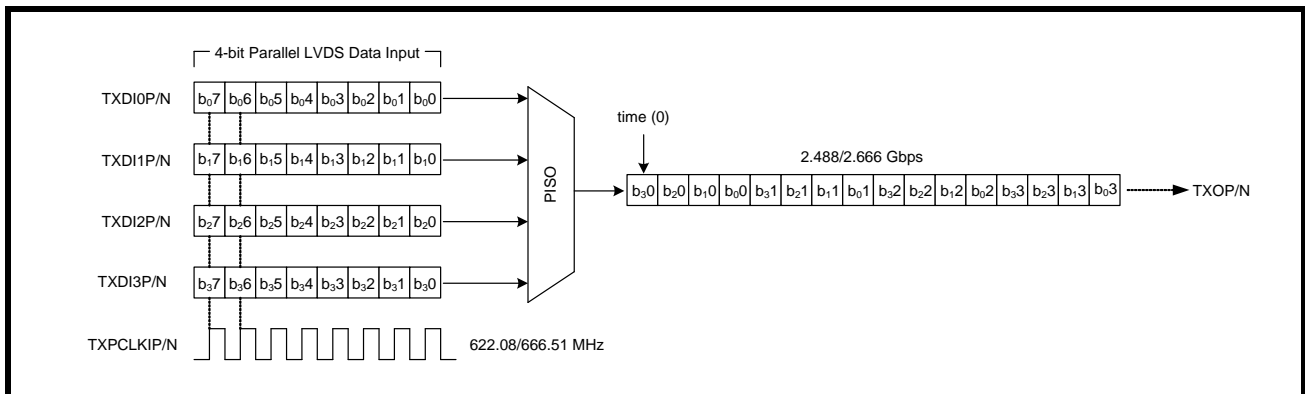 4-bit Parallel LVDS Data Input
TXDI0P/N b₀7 b₀6 b₀5 b₀4 b₀3 b₀2 b₀1 b₀0
TXDI1P/N b₁7 b₁6 b₁5 b₁4 b₁3 b₁2 b₁1 b₁0
TXDI2P/N b₂7 b₂6 b₂5 b₂4 b₂3 b₂2 b₂1 b₂0
TXDI3P/N b₃7 b₃6 b₃5 b₃4 b₃3 b₃2 b₃1 b₃0
TXPCLKIP/N 622.08/666.51 MHz
PISO
time (0)
2.488/2.666 Gbps
b₃0 b₂0 b₁0 b₀0 b₃1 b₂1 b₁1 b₀1 b₃2 b₂2 b₁2 b₀2 b₃3 b₂3 b₁3 b₀3 TXOP/N